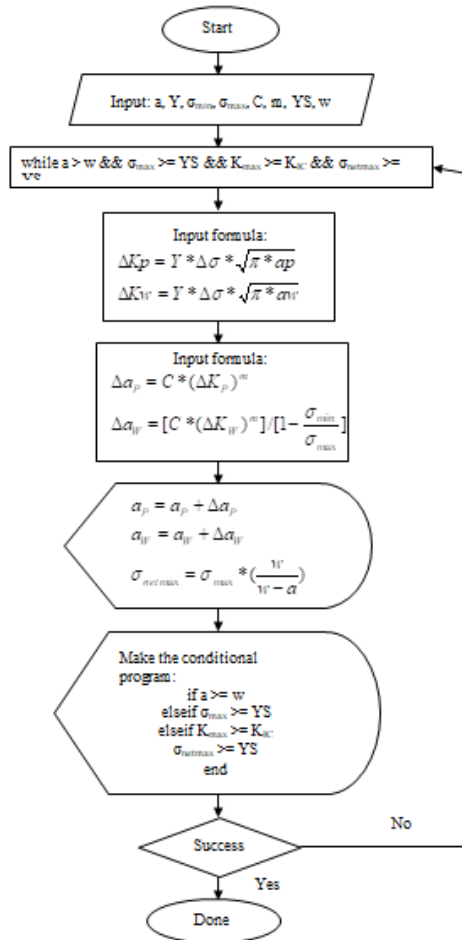 Start
Input: a, Y, σmin, σmax, C, m, YS, w
while a > w && σmax >= YS && Kmax >= KIC && σnetmax >=
YS
Input formula:
ΔKp = Y * Δσ * √π * ap
ΔKw = Y * Δσ * √π * aw
Input formula:
ΔaP = C * (ΔKP)^m
ΔaW = [C * (ΔKW)^m] / [1 - σmin/σmax]
aP = aP + ΔaP
aW = aW + ΔaW
σnetmax = σmax * (w/(w - a))
Make the conditional
program:
if a >= w
elseif σmax >= YS
elseif Kmax >= KIC
σnetmax >= YS
end
Success
No
Yes
Done